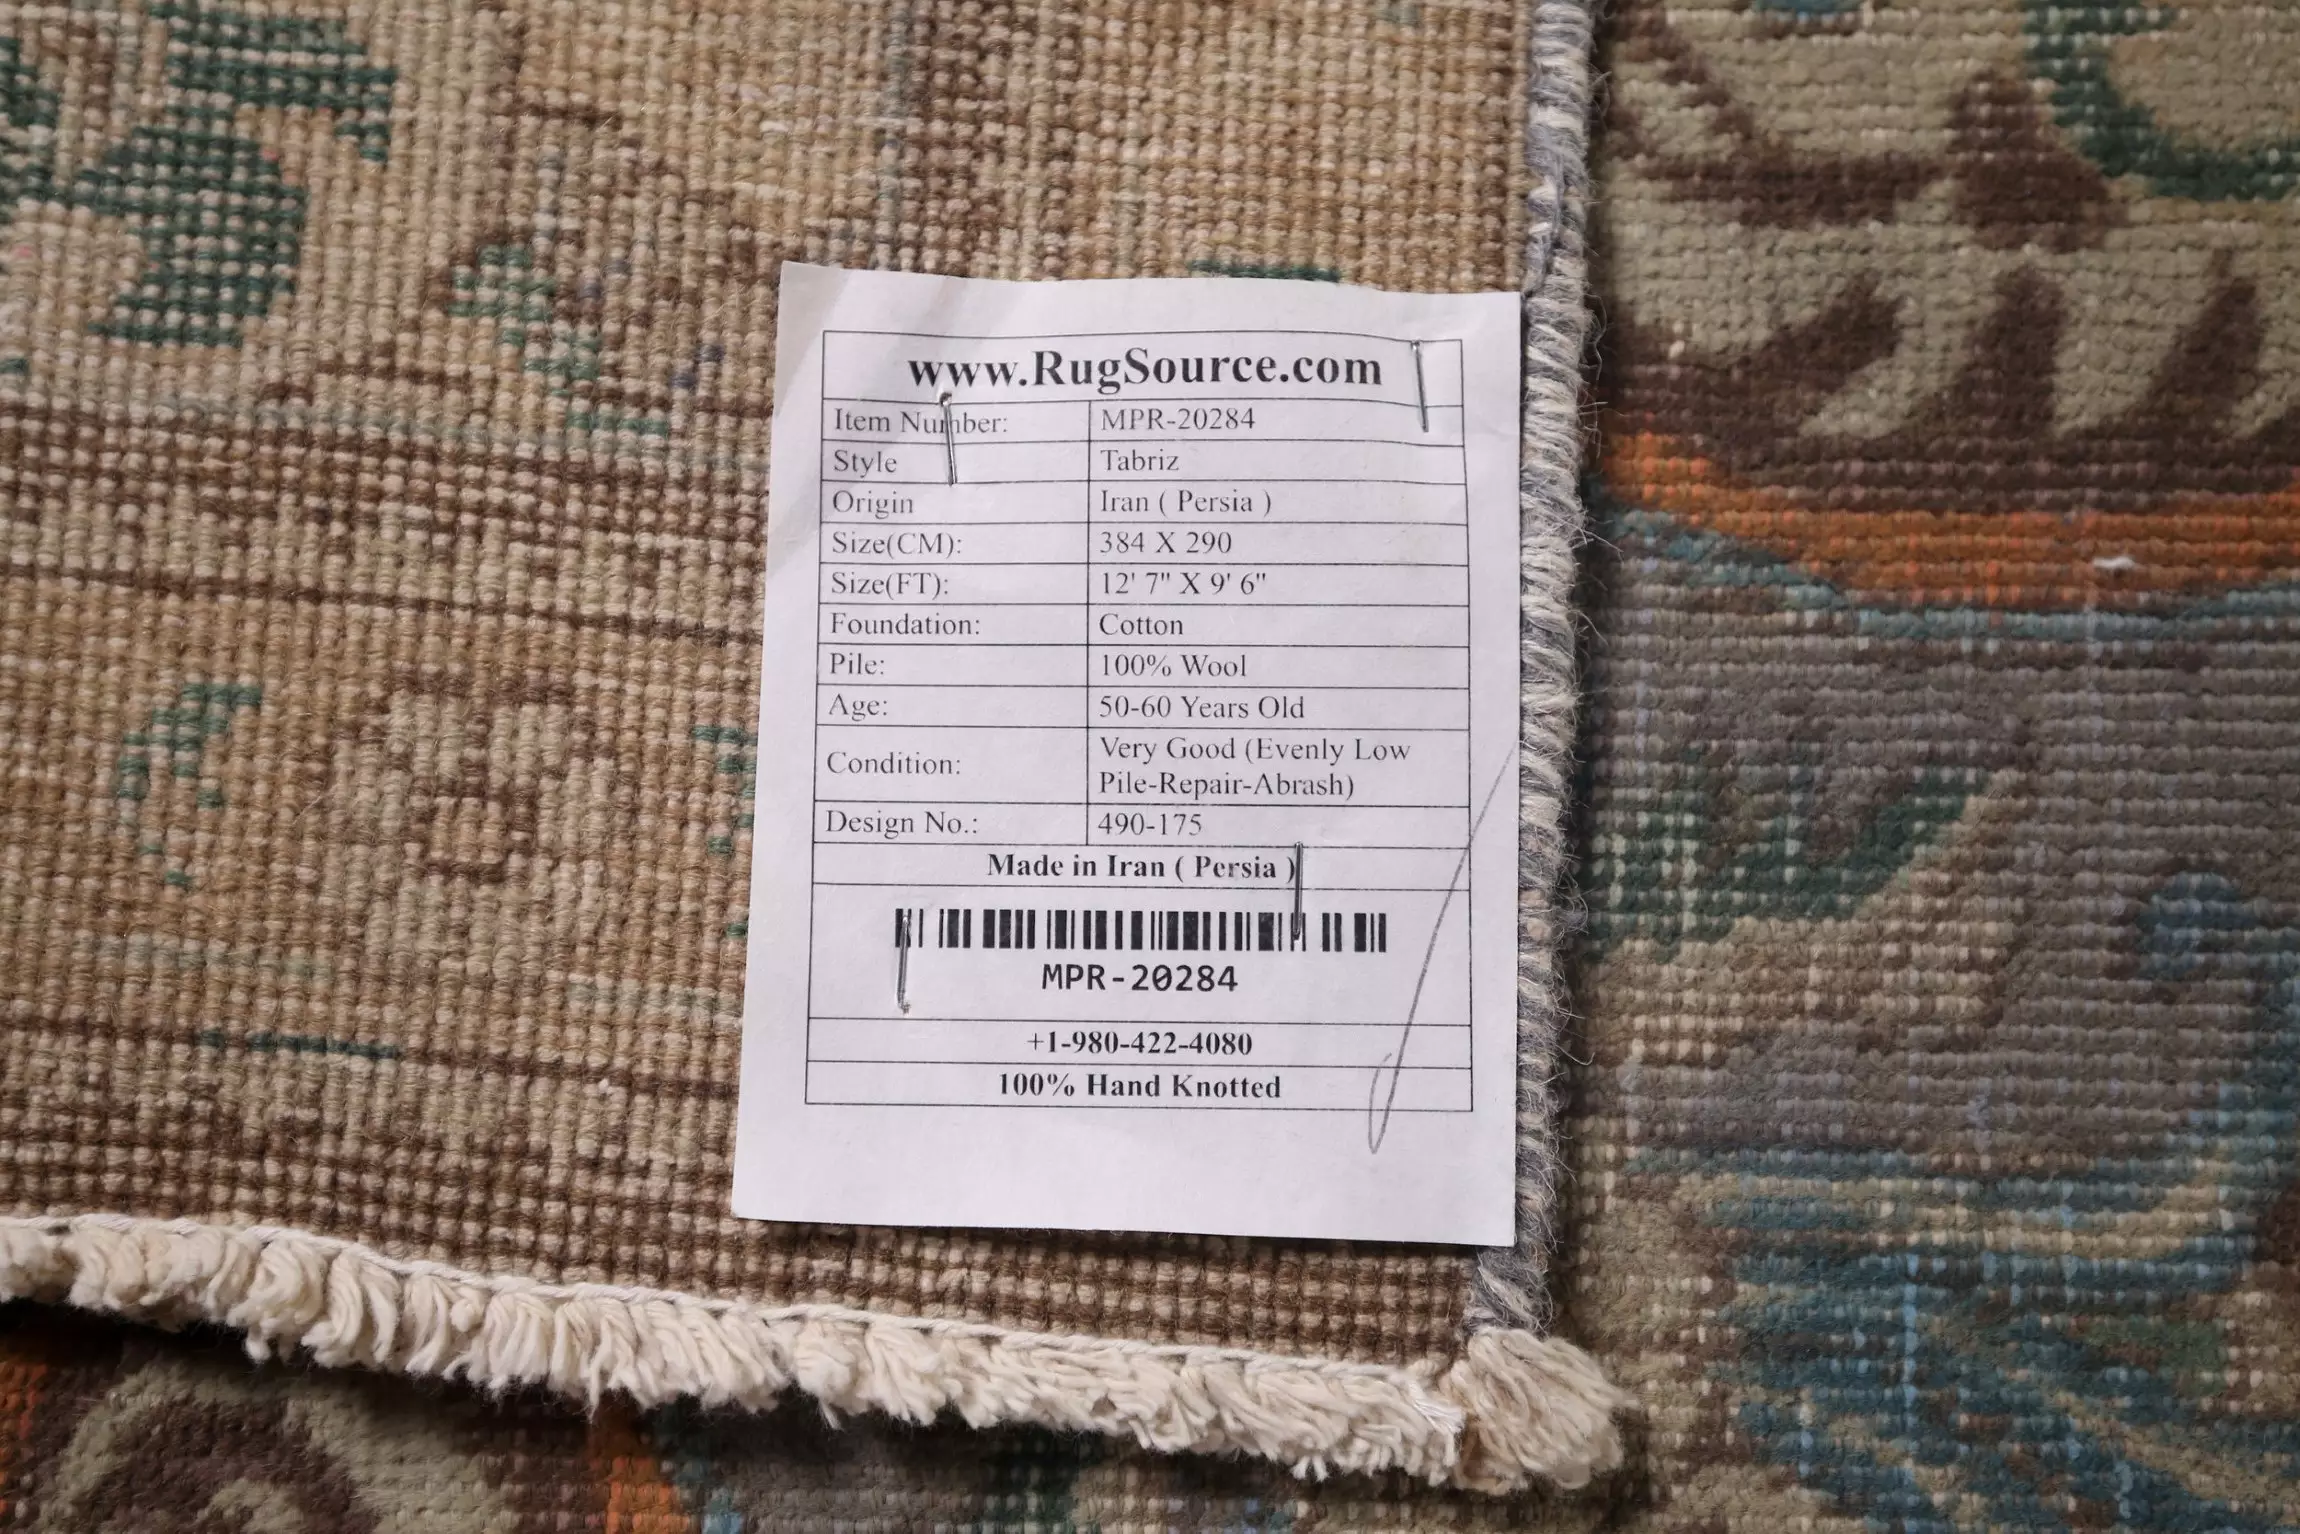 www.RugSource.com
Item Number: MPR-20284
Style Tabriz
Origin Iran ( Persia )
Size(CM): 384 X 290
Size(FT): 12' 7" X 9' 6"
Foundation: Cotton
Pile: 100% Wool
Age: 50-60 Years Old
Condition: Very Good (Evenly Low
Pile-Repair-Abrash)
Design No.: 490-175
Made in Iran ( Persia )
MPR-20284
+1-980-422-4080
100% Hand Knotted